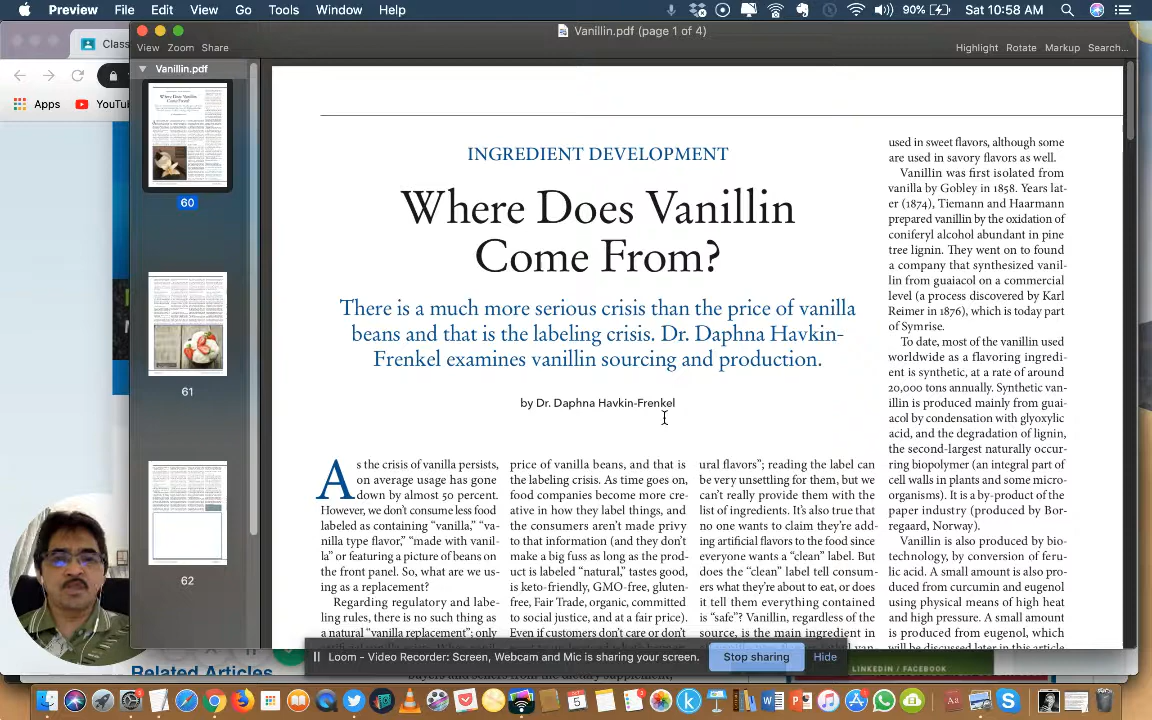 Preview File Edit View Go Tools Window Help
90% Sat 10:58 AM
Class
Vanillin.pdf (page 1 of 4)
View Zoom Share
Highlight Rotate Markup Search...
Vanillin.pdf
Apps YouTu
60
61
62
INGREDIENT DEVELOPMENT
Where Does Vanillin
Come From?
There is a much more serious crisis than the price of vanilla
beans and that is the labeling crisis. Dr. Daphna Havkin-
Frenkel examines vanillin sourcing and production.
by Dr. Daphna Havkin-Frenkel
As the crisis of vanilla persists,
on average usage has gone
down by almost 50 percent.
However, we don't consume less food
labeled as containing "vanilla," "va-
nilla type flavor," "made with vanil-
la" or featuring a picture of beans on
the front panel. So, what are we us-
ing as a replacement?
Regarding regulatory and labe-
ling rules, there is no such thing as
a natural "vanilla replacement"; only
price of vanilla beans, and that is
the labeling crisis. As time goes on,
food companies become more cre-
ative in how they label things, and
the consumers aren't made privy
to that information (and they don't
make a big fuss as long as the prod-
uct is labeled "natural," tastes good,
is keto-friendly, GMO-free, gluten-
free, Fair Trade, organic, committed
to social justice, and at a fair price).
Even if customers don't care or don't
ural flavors"; reading the label can
be very unsettling for them, but we
can't really provide them with the
list of ingredients. It's also true that
no one wants to claim they're add-
ing artificial flavors to the food since
everyone wants a "clean" label. But
does the "clean" label tell consum-
ers what they're about to eat, or does
it tell them everything contained
is "safe"? Vanillin, regardless of the
source, is the main ingredient in
used in sweet flavors, although some
is used in savory flavors as well.
Vanillin was first isolated from
vanilla by Gobley in 1858. Years lat-
er (1874), Tiemann and Haarmann
prepared vanillin by the oxidation of
coniferyl alcohol abundant in pine
tree lignin. They went on to found
a company that synthesized vanil-
lin from guaiacol on a commercial
level (a process discovered by Karl
Reimer in 1876), which is today part
of Symrise.
To date, most of the vanillin used
worldwide as a flavoring ingredi-
ent is synthetic, at a rate of around
20,000 tons annually. Synthetic van-
illin is produced mainly from guai-
acol by condensation with glyoxylic
acid, and the degradation of lignin,
the second-largest naturally occur-
ring biopolymer (an integral part of
cell walls in plants and some micro-
organisms). It is a by-product of the
paper industry (produced by Bor-
regaard, Norway).
Vanillin is also produced by bio-
technology, by conversion of feru-
lic acid. A small amount is also pro-
duced from curcumin and eugenol
using physical means of high heat
and high pressure. A small amount
is produced from eugenol, which
will be discussed later in this article
Loom - Video Recorder: Screen, Webcam and Mic is sharing your screen.
Stop sharing Hide
Related Articles
LINKEDIN / FACEBOOK